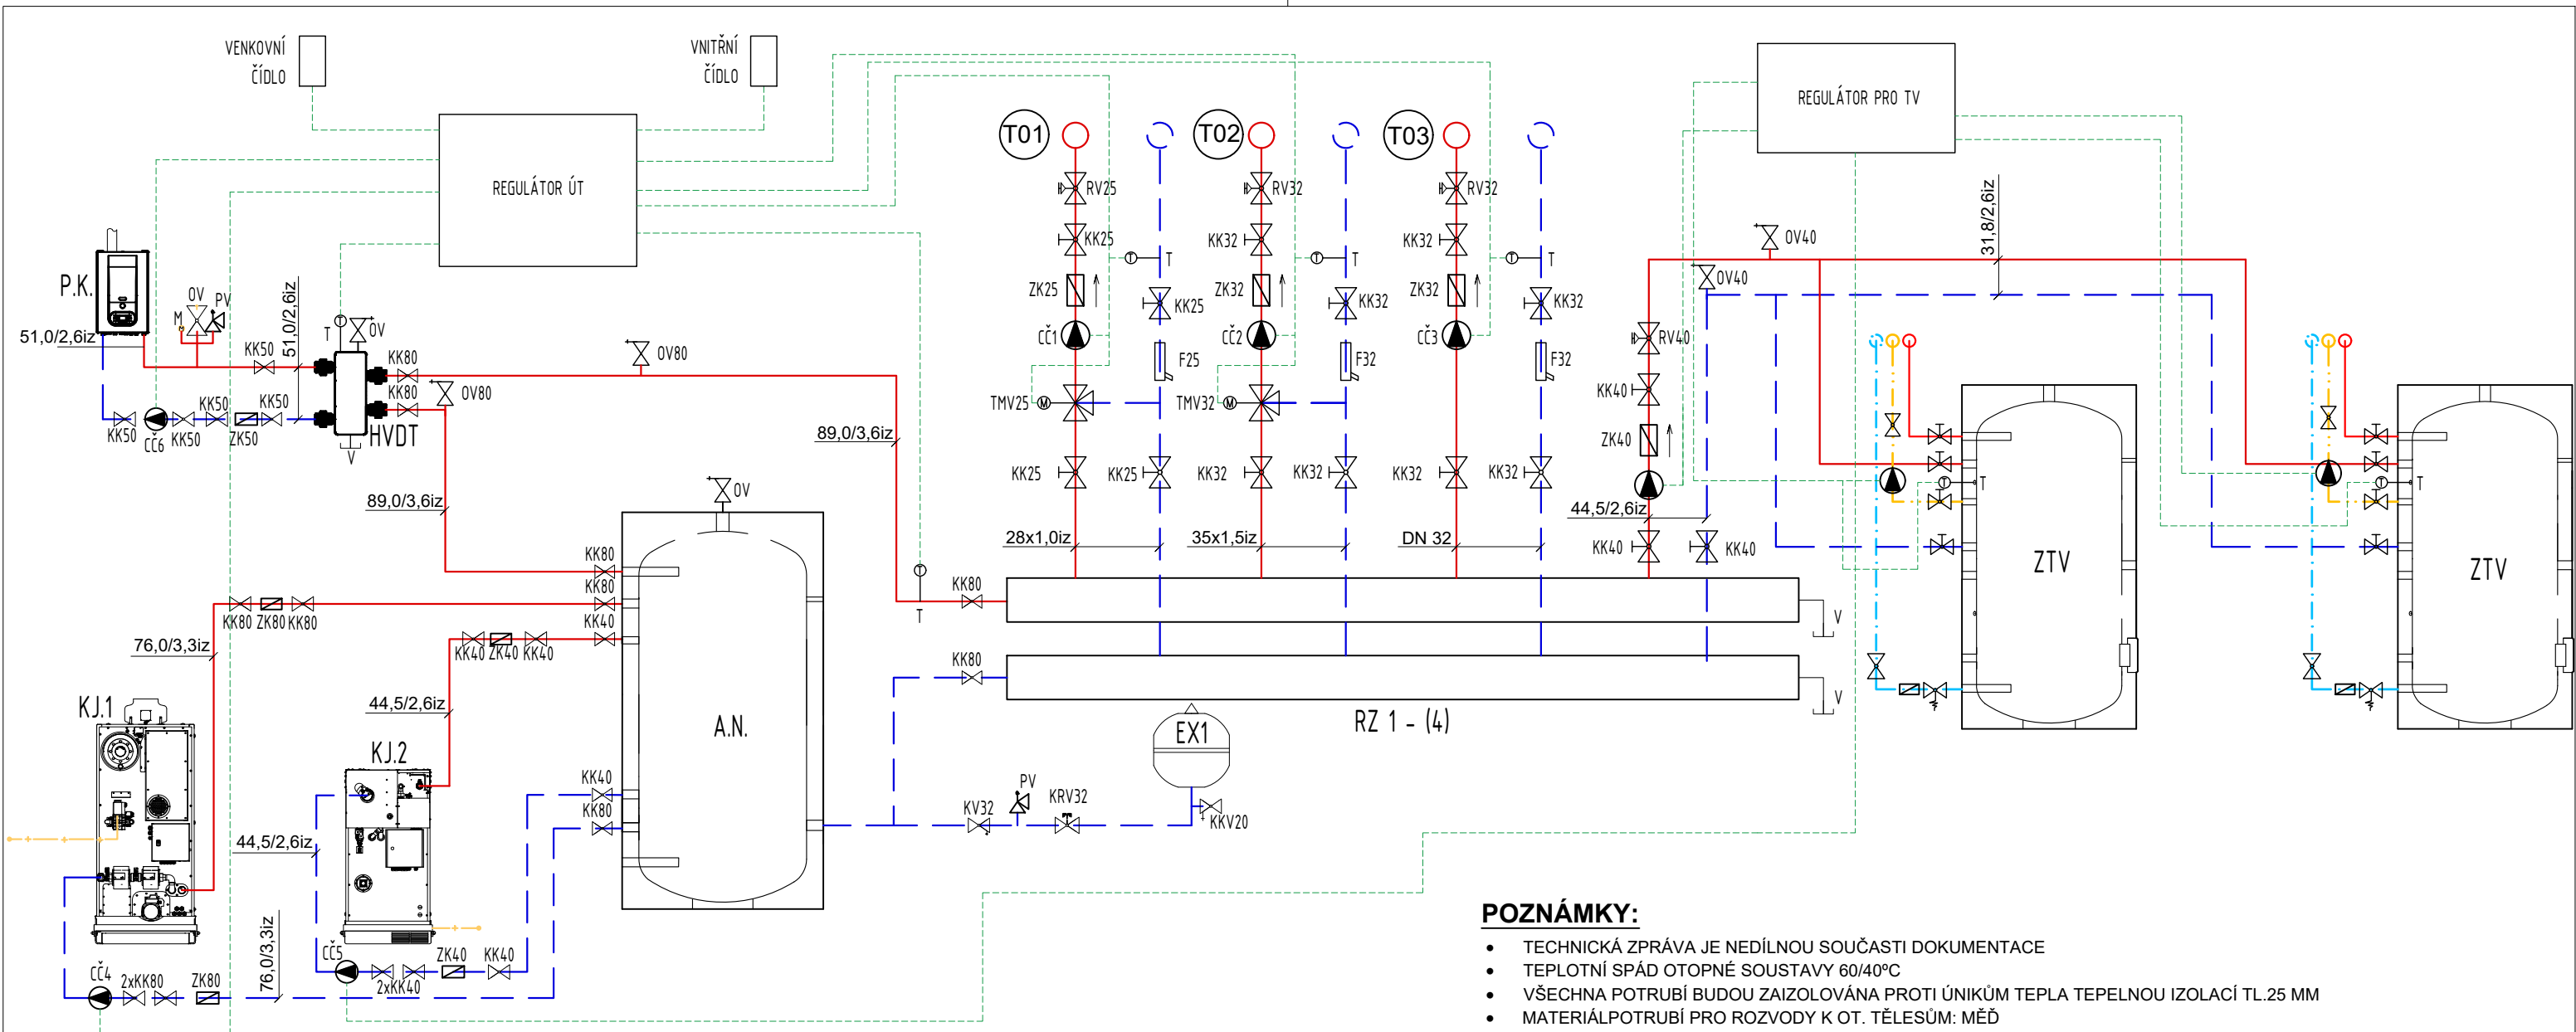 VENKOVNÍ
ČÍDLO
VNITŘNÍ
ČÍDLO
REGULÁTOR ÚT
REGULÁTOR PRO TV
T01
T02
T03
RV25
RV32
RV32
KK25
KK32
KK32
ZK25
ZK32
ZK32
T
T
T
KK25
KK32
KK32
CČ1
CČ2
CČ3
F25
F32
F32
TMV25
M
TMV32
M
KK25
KK25
KK32
KK32
KK32
KK32
28x1,0iz
35x1,5iz
DN 32
P.K.
OV
PV
M
51,0/2,6iz
KK50
51,0/2,6iz
T
OV
KK80
KK80
OV80
OV80
KK50
CČ6
KK50
KK50
ZK50
KK50
HVDT
V
89,0/3,6iz
89,0/3,6iz
OV
KK80
KK80
KK40
KK80
ZK80
KK80
KK40
ZK40
KK40
76,0/3,3iz
44,5/2,6iz
KJ.1
KJ.2
A.N.
KK40
KK80
44,5/2,6iz
76,0/3,3iz
CČ4
2xKK80
ZK80
CČ5
2xKK40
ZK40
KK40
T
T
KK80
KK80
V
V
RZ 1 - (4)
EX1
KV32
PV
KRV32
KKV20
OV40
OV40
31,8/2,6iz
RV40
KK40
ZK40
44,5/2,6iz
KK40
KK40
T
T
ZTV
ZTV
POZNÁMKY:
• TECHNICKÁ ZPRÁVA JE NEDÍLNOU SOUČASTI DOKUMENTACE
• TEPLOTNÍ SPÁD OTOPNÉ SOUSTAVY 60/40ºC
• VŠECHNA POTRUBÍ BUDOU ZAIZOLOVÁNA PROTI ÚNIKŮM TEPLA TEPELNOU IZOLACÍ TL.25 MM
• MATERIÁLPOTRUBÍ PRO ROZVODY K OT. TĚLESŮM: MĚĎ